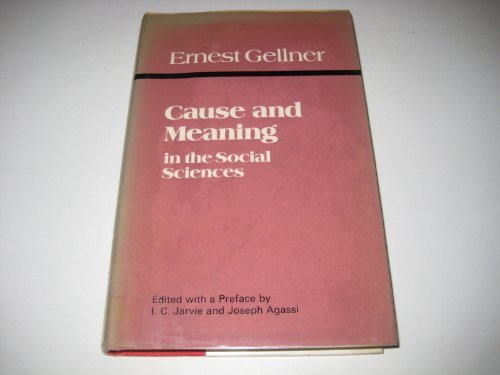 Ernest Gellner
Cause and
Meaning
in the Social
Sciences
Edited with a Preface by
I. C. Jarvie and Joseph Agassi